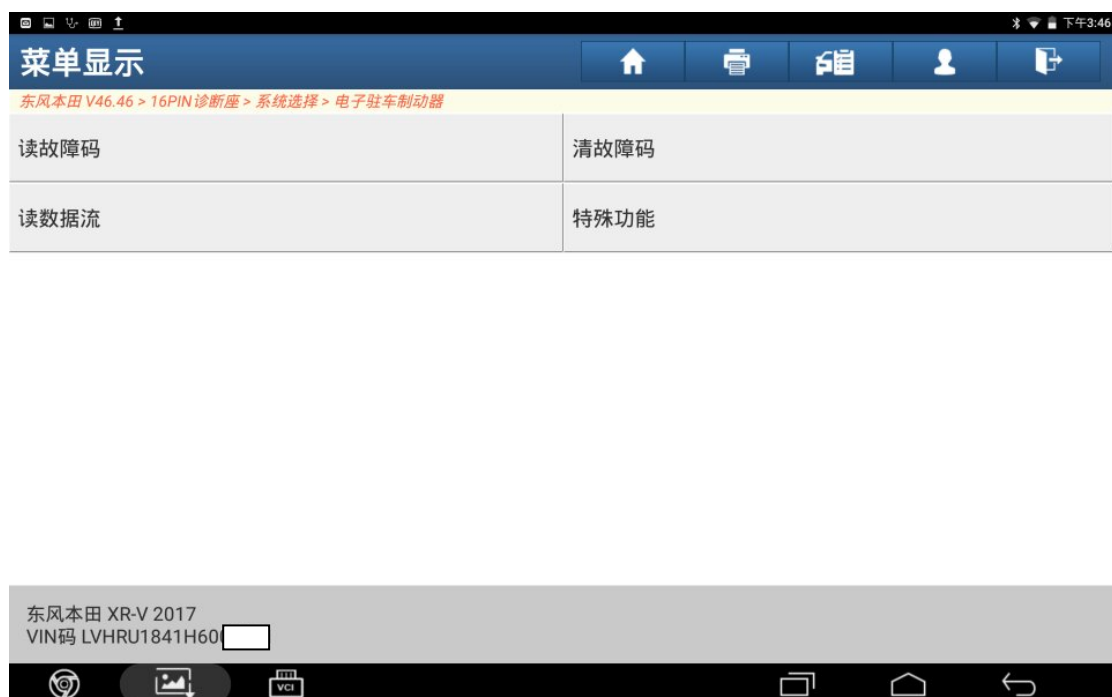 下午3:46
菜单显示
东风本田 V46.46 > 16PIN诊断座 > 系统选择 > 电子驻车制动器
读故障码
清故障码
读数据流
特殊功能
东风本田 XR-V 2017
VIN码 LVHRU1841H60
VCI